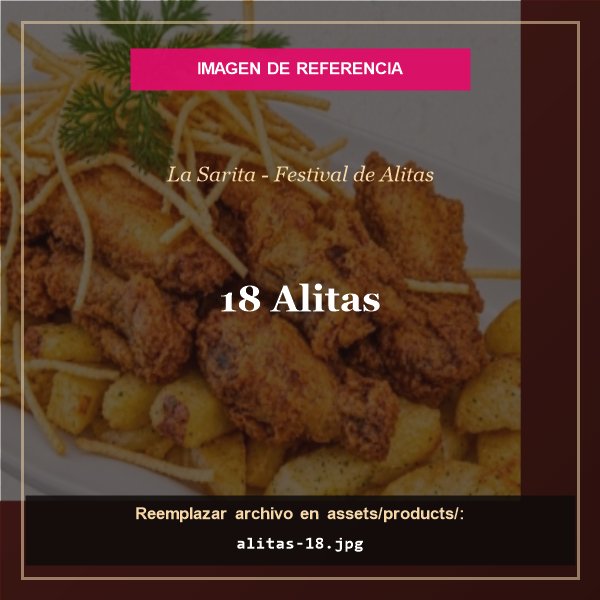 IMAGEN DE REFERENCIA
La Sarita - Festival de Alitas
18 Alitas
Reemplazar archivo en assets/products/:
alitas-18.jpg